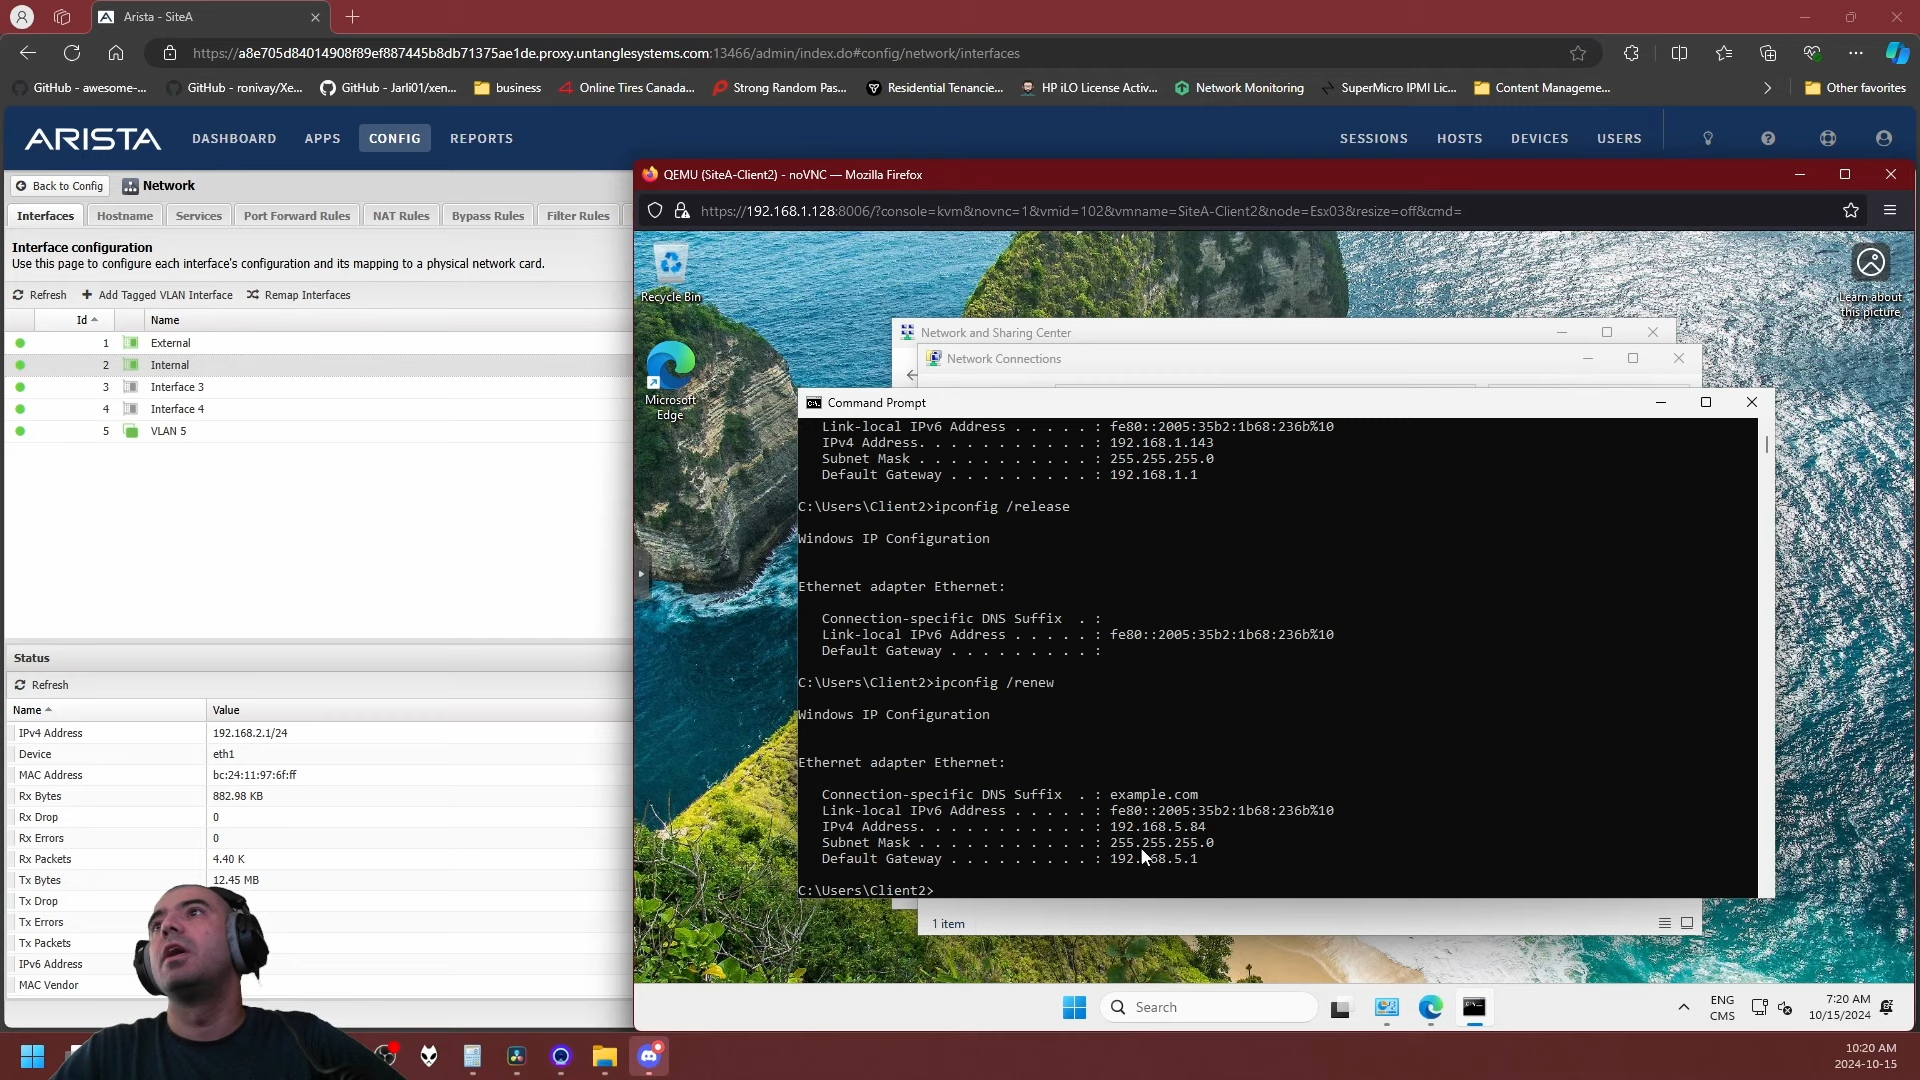 Arista - SiteA
https://a8e705d84014908f89ef887445b8db71375ae1de.proxy.untanglesystems.com:13466/admin/index.do#config/network/interfaces
GitHub - awesome-...
GitHub - ronivay/Xe...
GitHub - Jarli01/xen...
business
Online Tires Canada...
Strong Random Pas...
Residential Tenancie...
HP iLO License Activ...
Network Monitoring
SuperMicro IPMI Lic...
Content Manageme...
Other favorites
ARISTA
DASHBOARD
APPS
CONFIG
REPORTS
SESSIONS
HOSTS
DEVICES
USERS
Back to Config
Network
Interfaces
Hostname
Services
Port Forward Rules
NAT Rules
Bypass Rules
Filter Rules
Interface configuration
Use this page to configure each interface's configuration and its mapping to a physical network card.
Refresh
Add Tagged VLAN Interface
Remap Interfaces
Id Name
1 External
2 Internal
3 Interface 3
4 Interface 4
5 VLAN 5
Status
Refresh
Name Value
IPv4 Address 192.168.2.1/24
Device eth1
MAC Address bc:24:11:97:6f:ff
Rx Bytes 882.98 KB
Rx Drop 0
Rx Errors 0
Rx Packets 4.40 K
Tx Bytes 12.45 MB
Tx Drop
Tx Errors
Tx Packets
IPv6 Address
MAC Vendor
QEMU (SiteA-Client2) - noVNC — Mozilla Firefox
https://192.168.1.128:8006/?console=kvm&novnc=1&vmid=102&vmname=SiteA-Client2&node=Esx03&resize=off&cmd=
Recycle Bin
Learn about
this picture
Microsoft
Edge
Network and Sharing Center
Network Connections
Command Prompt
Link-local IPv6 Address . . . . . : fe80::2005:35b2:1b68:236b%10
IPv4 Address. . . . . . . . . . . : 192.168.1.143
Subnet Mask . . . . . . . . . . . : 255.255.255.0
Default Gateway . . . . . . . . . : 192.168.1.1
C:\Users\Client2>ipconfig /release
Windows IP Configuration
Ethernet adapter Ethernet:
Connection-specific DNS Suffix . :
Link-local IPv6 Address . . . . . : fe80::2005:35b2:1b68:236b%10
Default Gateway . . . . . . . . . :
C:\Users\Client2>ipconfig /renew
Windows IP Configuration
Ethernet adapter Ethernet:
Connection-specific DNS Suffix . : example.com
Link-local IPv6 Address . . . . . : fe80::2005:35b2:1b68:236b%10
IPv4 Address. . . . . . . . . . . : 192.168.5.84
Subnet Mask . . . . . . . . . . . : 255.255.255.0
Default Gateway . . . . . . . . . : 192.168.5.1
C:\Users\Client2>
1 item
Search
ENG
CMS
7:20 AM
10/15/2024
10:20 AM
2024-10-15